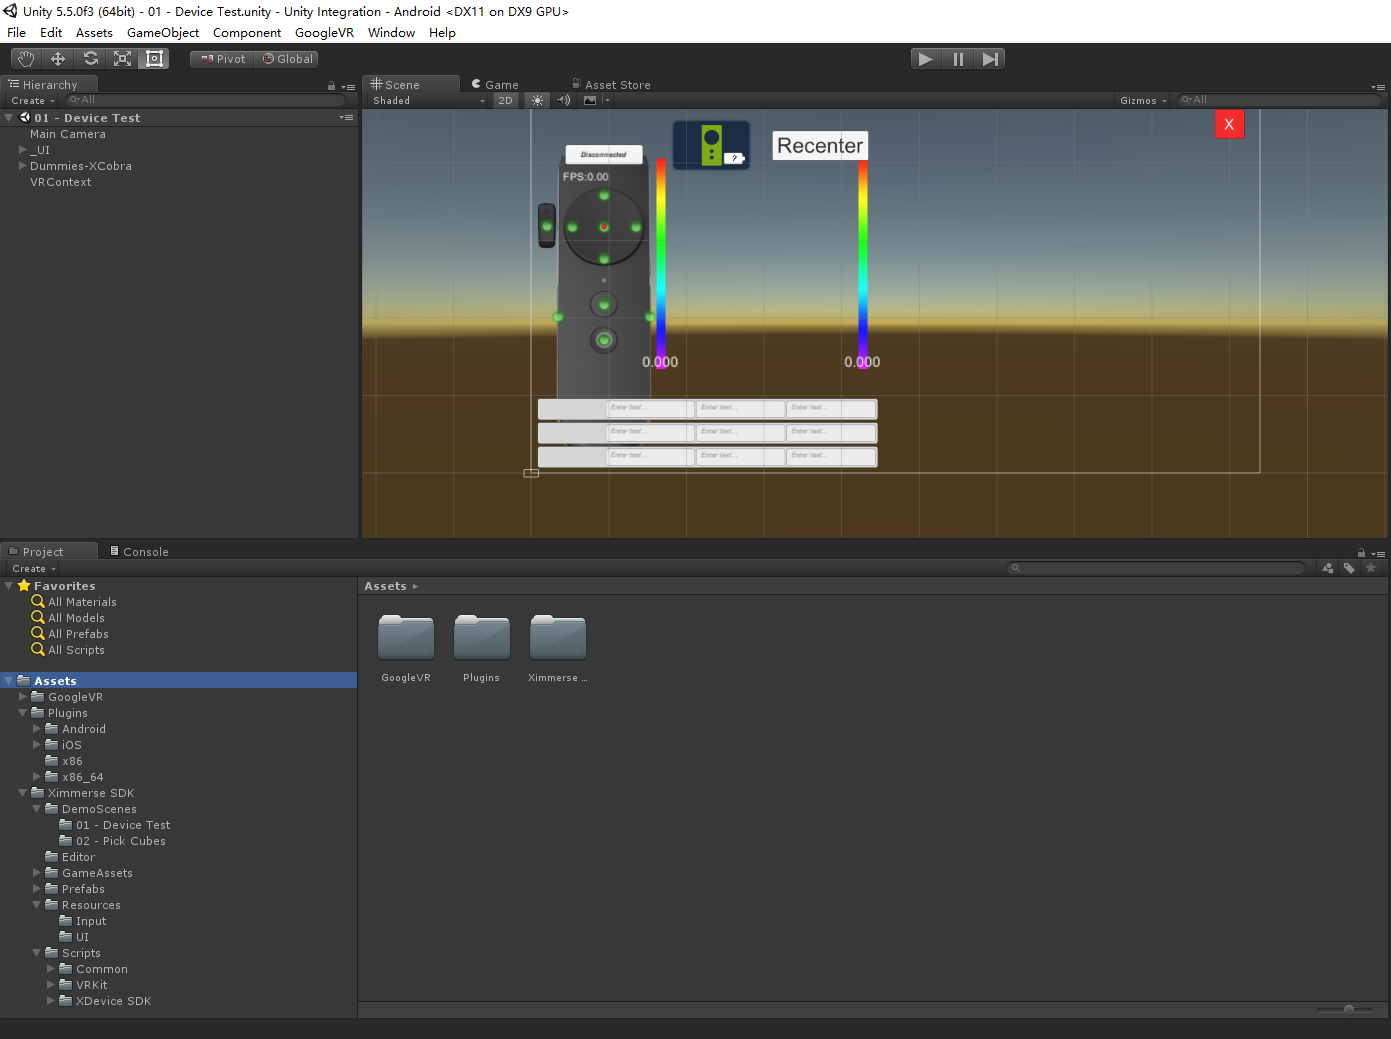 Unity 5.5.0f3 (64bit) - 01 - Device Test.unity - Unity Integration - Android <DX11 on DX9 GPU>
File Edit Assets GameObject Component GoogleVR Window Help
Pivot Global
Hierarchy
Create All
01 - Device Test
Main Camera
_UI
Dummies-XCobra
VRContext
Scene Game Asset Store
Shaded 2D Gizmos All
X
Recenter
?
Disconnected
FPS:0.00
0.000 0.000
Enter text... Enter text... Enter text...
Enter text... Enter text... Enter text...
Enter text... Enter text... Enter text...
Project Console
Create
Favorites
All Materials
All Models
All Prefabs
All Scripts
Assets
GoogleVR
Plugins
Android
iOS
x86
x86_64
Ximmerse SDK
DemoScenes
01 - Device Test
02 - Pick Cubes
Editor
GameAssets
Prefabs
Resources
Input
UI
Scripts
Common
VRKit
XDevice SDK
Assets
GoogleVR Plugins Ximmerse ...